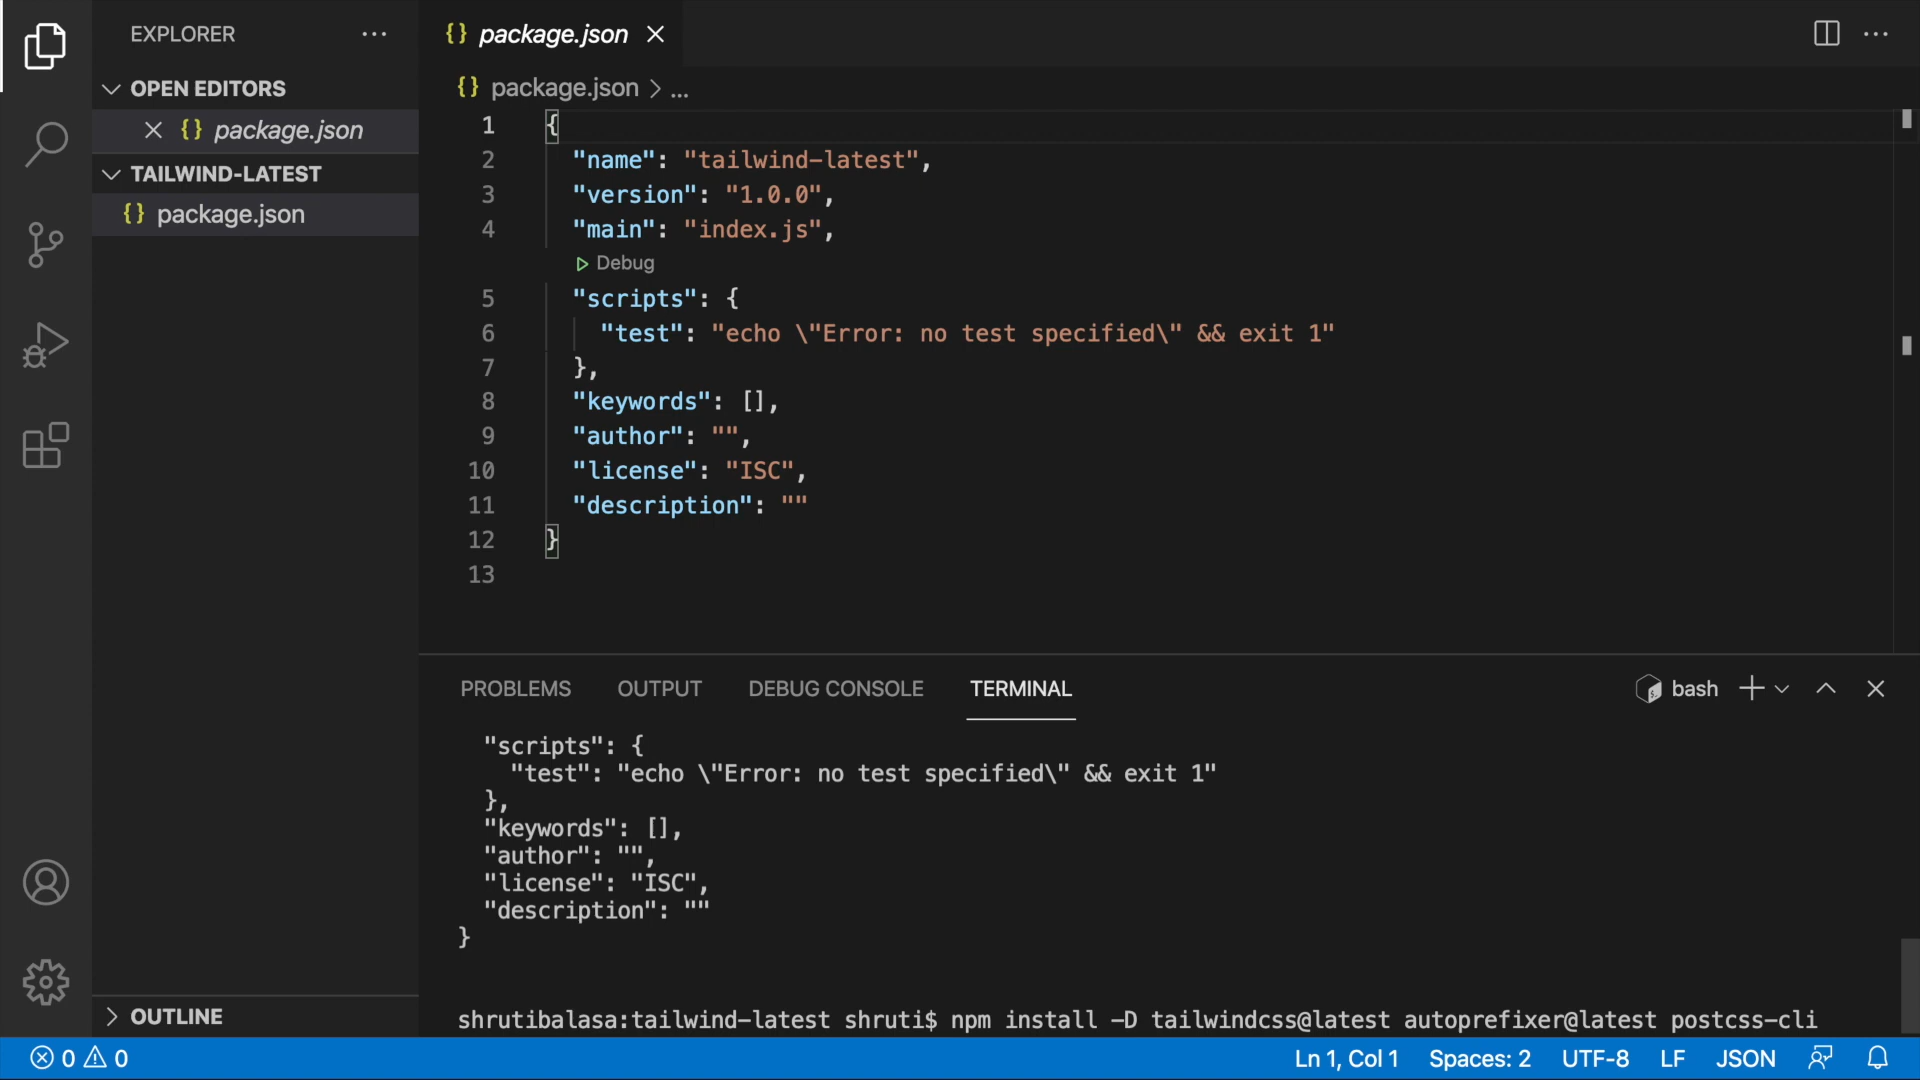 EXPLORER
OPEN EDITORS
{} package.json
TAILWIND-LATEST
{} package.json
OUTLINE
{} package.json
{} package.json > ...
1 {
2 "name": "tailwind-latest",
3 "version": "1.0.0",
4 "main": "index.js",
Debug
5 "scripts": {
6 "test": "echo \"Error: no test specified\" && exit 1"
7 },
8 "keywords": [],
9 "author": "",
10 "license": "ISC",
11 "description": ""
12 }
13
PROBLEMS OUTPUT DEBUG CONSOLE TERMINAL bash
"scripts": {
"test": "echo \"Error: no test specified\" && exit 1"
},
"keywords": [],
"author": "",
"license": "ISC",
"description": ""
}
shrutibalasa:tailwind-latest shruti$ npm install -D tailwindcss@latest autoprefixer@latest postcss-cli
0 0 Ln 1, Col 1 Spaces: 2 UTF-8 LF JSON